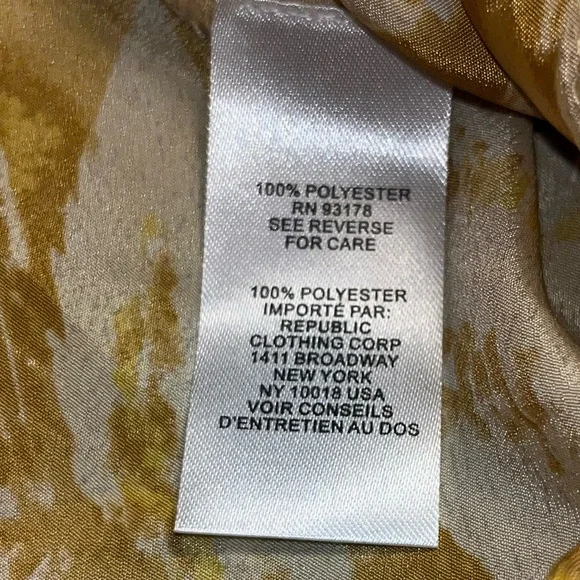 100% POLYESTER
RN 93178
SEE REVERSE
FOR CARE
100% POLYESTER
IMPORTÉ PAR:
REPUBLIC
CLOTHING CORP
1411 BROADWAY
NEW YORK
NY 10018 USA
VOIR CONSEILS
D'ENTRETIEN AU DOS